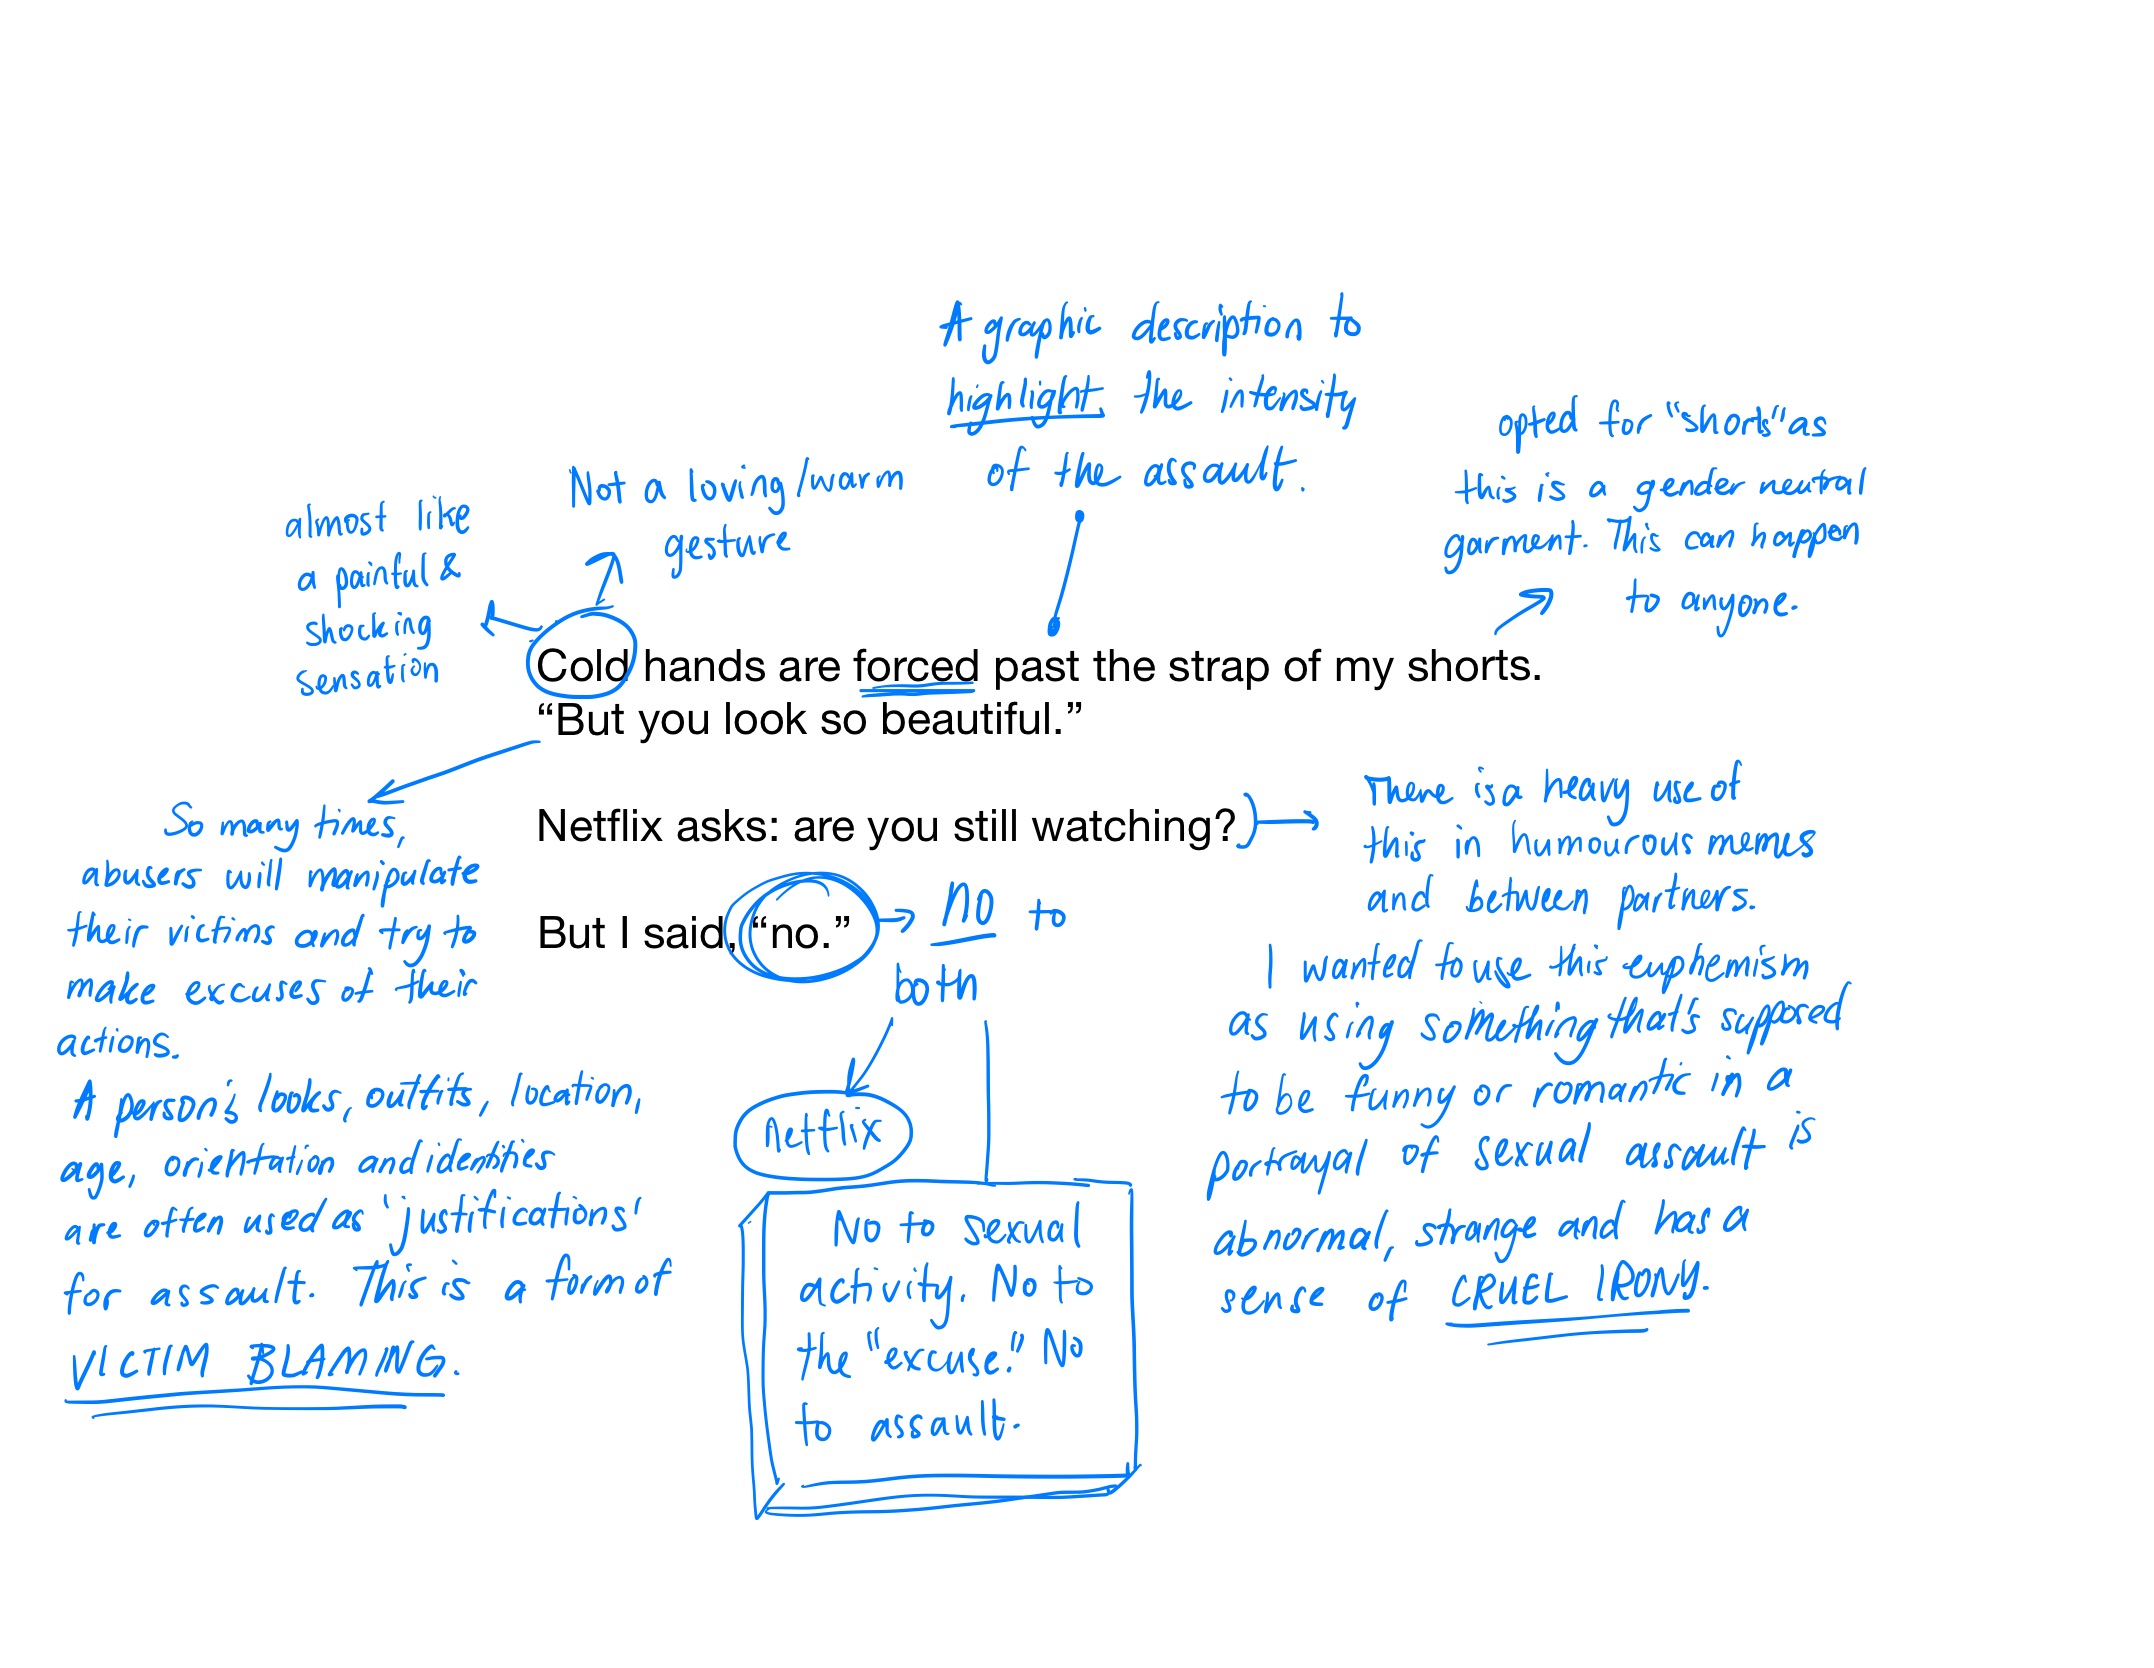 A graphic description to
highlight the intensity
of the assault.
opted for "shorts" as
this is a gender neutral
garment. This can happen
to anyone.
Not a loving/warm
gesture
almost like
a painful &
shocking
sensation
Cold hands are forced past the strap of my shorts.
“But you look so beautiful.”
Netflix asks: are you still watching?
But I said, “no.”
So many times,
abusers will manipulate
their victims and try to
make excuses of their
actions.
A person's looks, outfits, location,
age, orientation and identities
are often used as 'justifications'
for assault. This is a form of
VICTIM BLAMING.
no to
both
netflix
No to sexual
activity. No to
the "excuse." No
to assault.
There is a heavy use of
this in humourous memes
and between partners.
I wanted to use this euphemism
as using something that's supposed
to be funny or romantic in a
portrayal of sexual assault is
abnormal, strange and has a
sense of CRUEL IRONY.